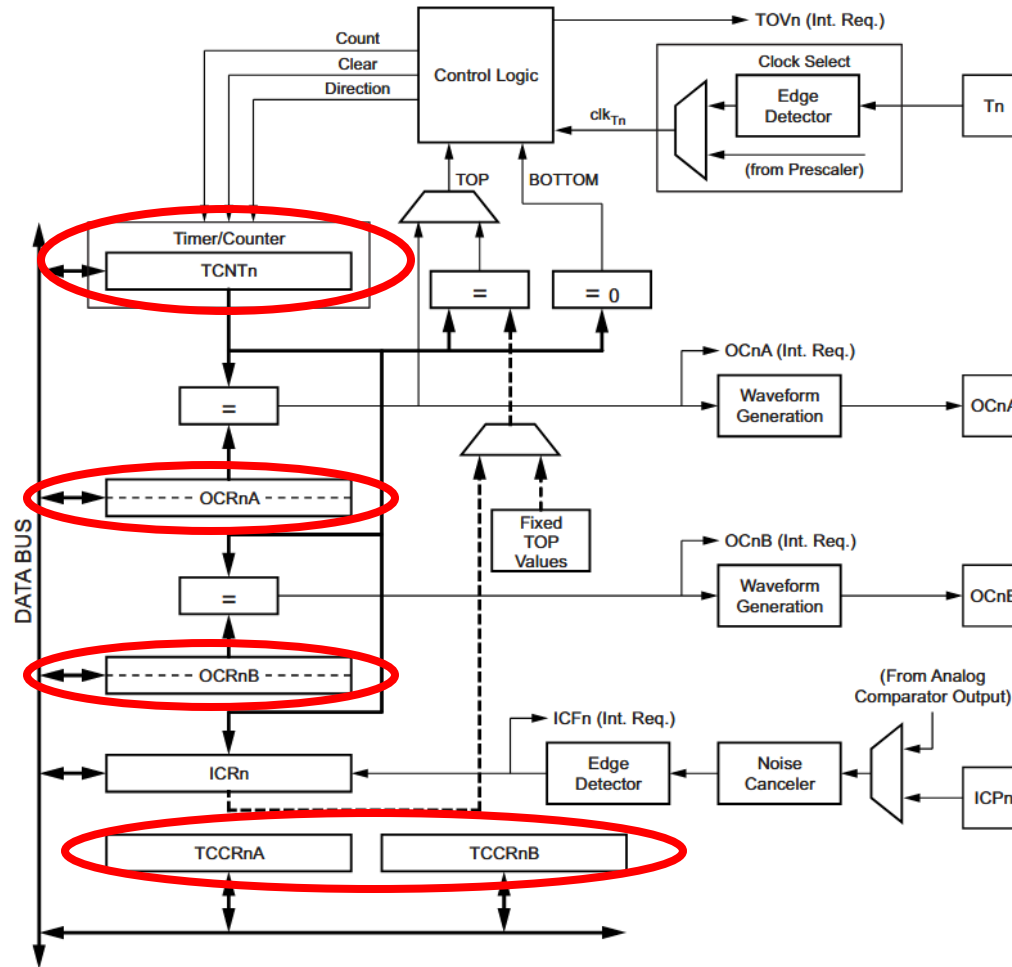 TOVn (Int. Req.)
Count
Clear
Direction
Control Logic
Clock Select
Edge
Detector
Tn
clkTn
(from Prescaler)
TOP
BOTTOM
Timer/Counter
TCNTn
=
= 0
OCnA (Int. Req.)
=
Waveform
Generation
OCnA
OCRnA
Fixed
TOP
Values
DATA BUS
OCnB (Int. Req.)
=
Waveform
Generation
OCnB
OCRnB
(From Analog
Comparator Output)
ICFn (Int. Req.)
ICRn
Edge
Detector
Noise
Canceler
ICPn
TCCRnA
TCCRnB